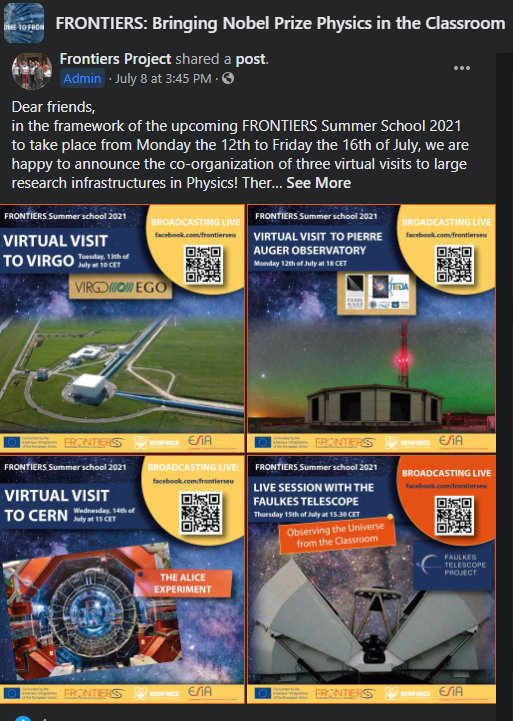 FRONTIERS: Bringing Nobel Prize Physics in the Classroom
Frontiers Project shared a post.
Admin · July 8 at 3:45 PM ·
Dear friends,
in the framework of the upcoming FRONTIERS Summer School 2021
to take place from Monday the 12th to Friday the 16th of July, we are
happy to announce the co-organization of three virtual visits to large
research infrastructures in Physics! Ther... See More
FRONTIERS Summer school 2021
BROADCASTING LIVE
facebook.com/frontierseu
VIRTUAL VISIT
TO VIRGO
Tuesday, 13th of
July at 10 CET
VIRGO EGO
FRONTIERS
REINFORCE
ESIA
FRONTIERS Summer school 2021
BROADCASTING LIVE
facebook.com/frontierseu
VIRTUAL VISIT TO PIERRE
AUGER OBSERVATORY
Monday 12th of July at 18 CET
FRONTIERS
REINFORCE
ESIA
FRONTIERS Summer school 2021
BROADCASTING LIVE:
facebook.com/frontierseu
VIRTUAL VISIT
TO CERN
Wednesday, 14th of
July at 15 CET
THE ALICE
EXPERIMENT
FRONTIERS
REINFORCE
ESIA
FRONTIERS Summer school 2021
BROADCASTING LIVE
facebook.com/frontierseu
LIVE SESSION WITH THE
FAULKES TELESCOPE
Thursday 15th of July at 15.30 CET
Observing the Universe
from the Classroom
FAULKES
TELESCOPE
PROJECT
FRONTIERS
REINFORCE
ESIA